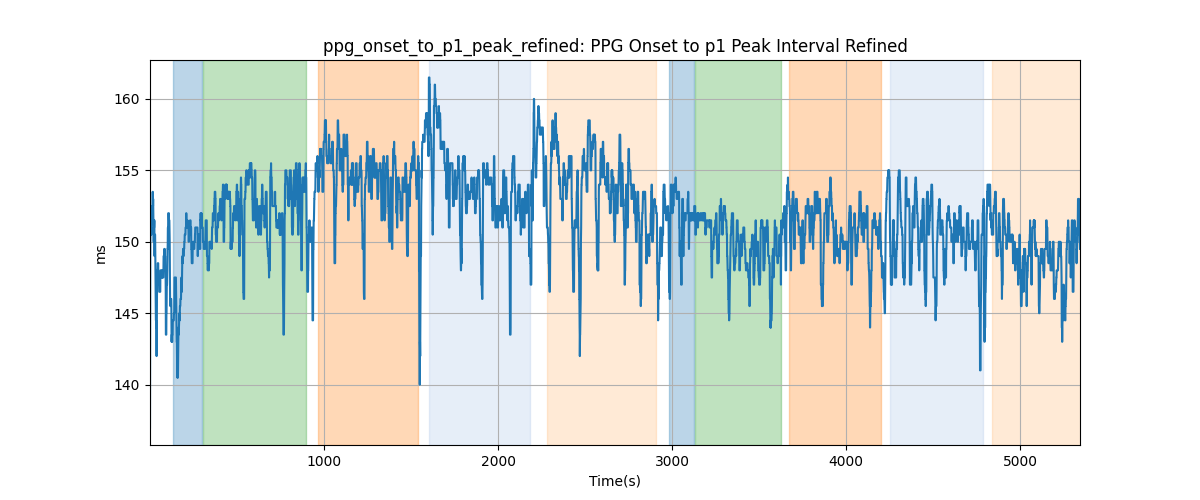 ppg_onset_to_p1_peak_refined: PPG Onset to p1 Peak Interval Refined
160
155
150
145
140
ms
1000 2000 3000 4000 5000
Time(s)